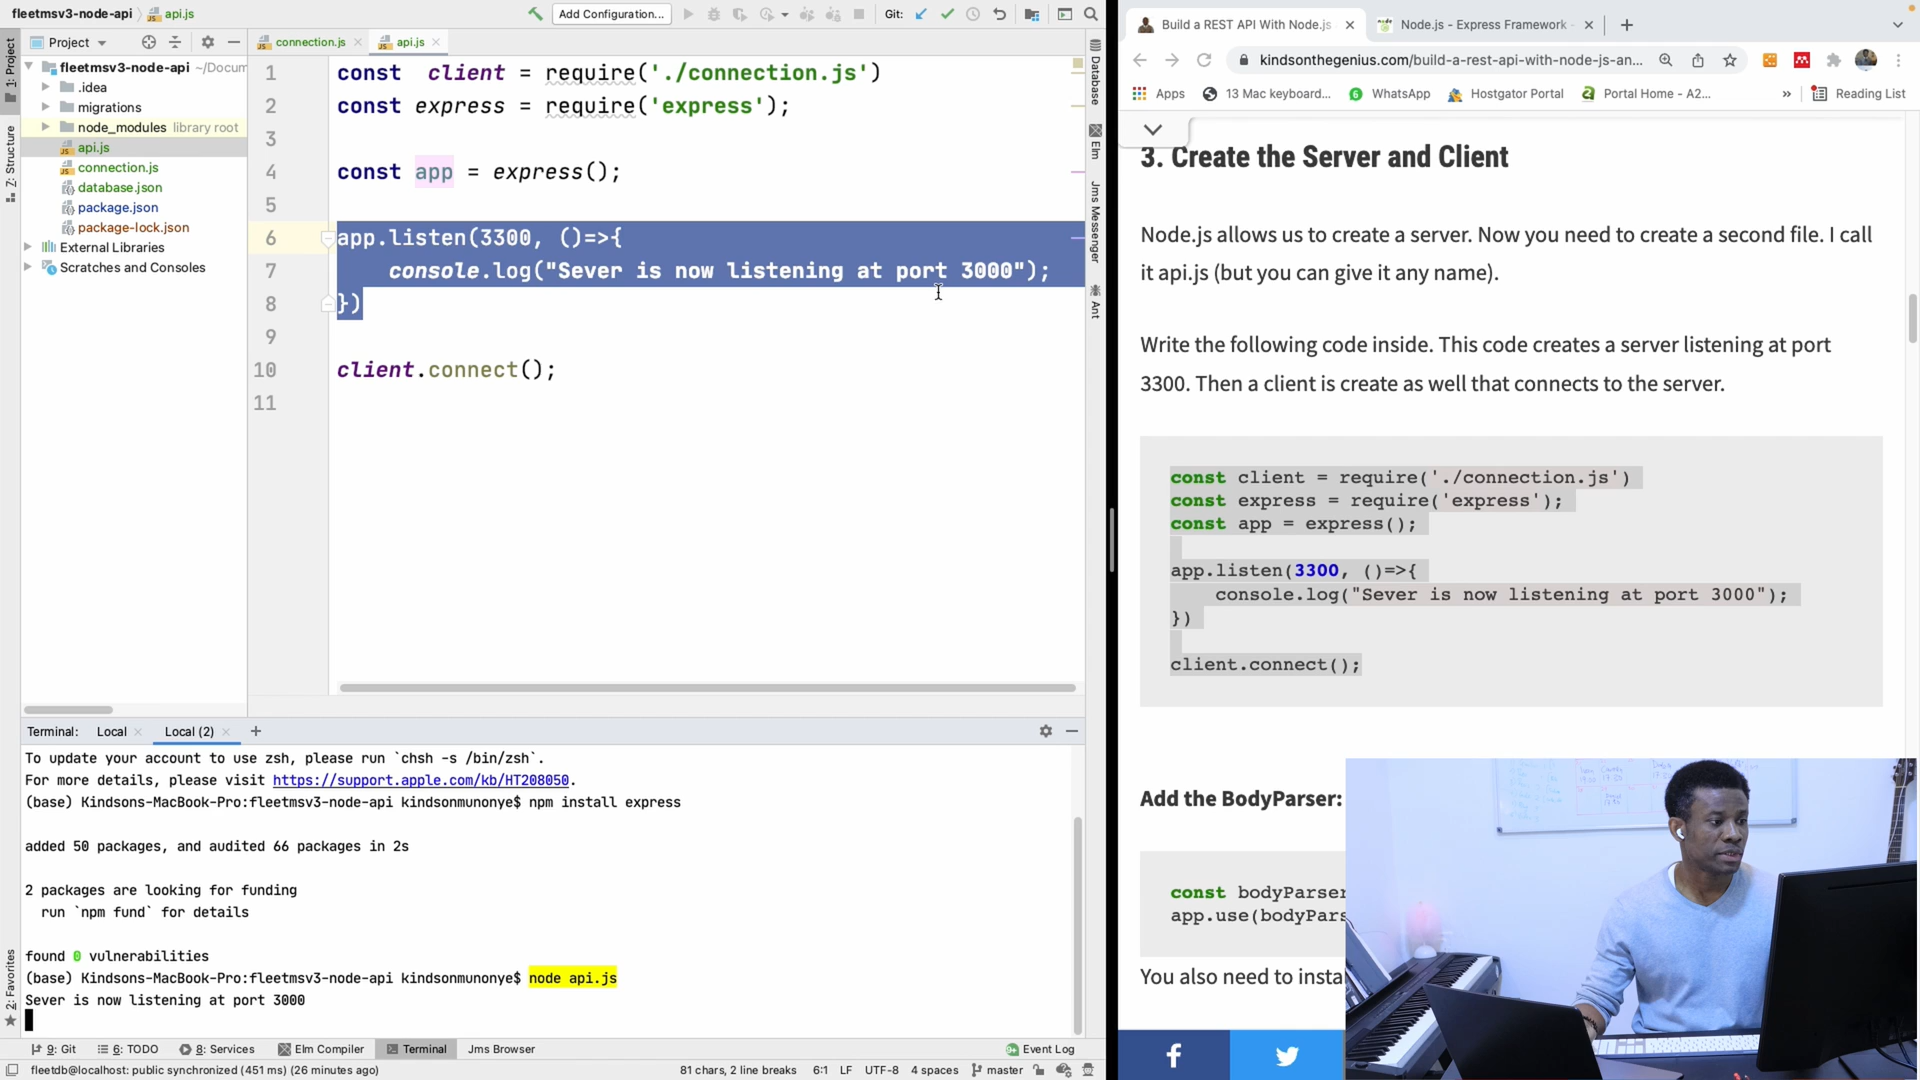 fleetmsv3-node-api
api.js
Add Configuration...
Git:
Project
connection.js
api.js
1: Project
Z: Structure
2: Favorites
fleetmsv3-node-api ~/Docum
.idea
migrations
node_modules library root
api.js
connection.js
database.json
package.json
package-lock.json
External Libraries
Scratches and Consoles
1 const  client = require('./connection.js')
2 const express = require('express');
3
4 const app = express();
5
6 app.listen(3300, ()=>{
7     console.log("Sever is now listening at port 3000");
8 })
9
10 client.connect();
11
Database
Elm
Jms Messenger
Ant
Terminal: Local Local (2) +
To update your account to use zsh, please run `chsh -s /bin/zsh`.
For more details, please visit https://support.apple.com/kb/HT208050.
(base) Kindsons-MacBook-Pro:fleetmsv3-node-api kindsonmunonye$ npm install express
added 50 packages, and audited 66 packages in 2s
2 packages are looking for funding
  run `npm fund` for details
found 0 vulnerabilities
(base) Kindsons-MacBook-Pro:fleetmsv3-node-api kindsonmunonye$ node api.js
Sever is now listening at port 3000
9: Git 6: TODO 8: Services Elm Compiler Terminal Jms Browser Event Log
fleetdb@localhost: public synchronized (451 ms) (26 minutes ago) 81 chars, 2 line breaks 6:1 LF UTF-8 4 spaces master
Build a REST API With Node.js Node.js - Express Framework
kindsonthegenius.com/build-a-rest-api-with-node-js-an...
Apps 13 Mac keyboard... WhatsApp Hostgator Portal Portal Home - A2... » Reading List
3. Create the Server and Client
Node.js allows us to create a server. Now you need to create a second file. I call
it api.js (but you can give it any name).
Write the following code inside. This code creates a server listening at port
3300. Then a client is create as well that connects to the server.
const client = require('./connection.js')
const express = require('express');
const app = express();
app.listen(3300, ()=>{
    console.log("Sever is now listening at port 3000");
})
client.connect();
Add the BodyParser:
const bodyParser
app.use(bodyPars
You also need to insta